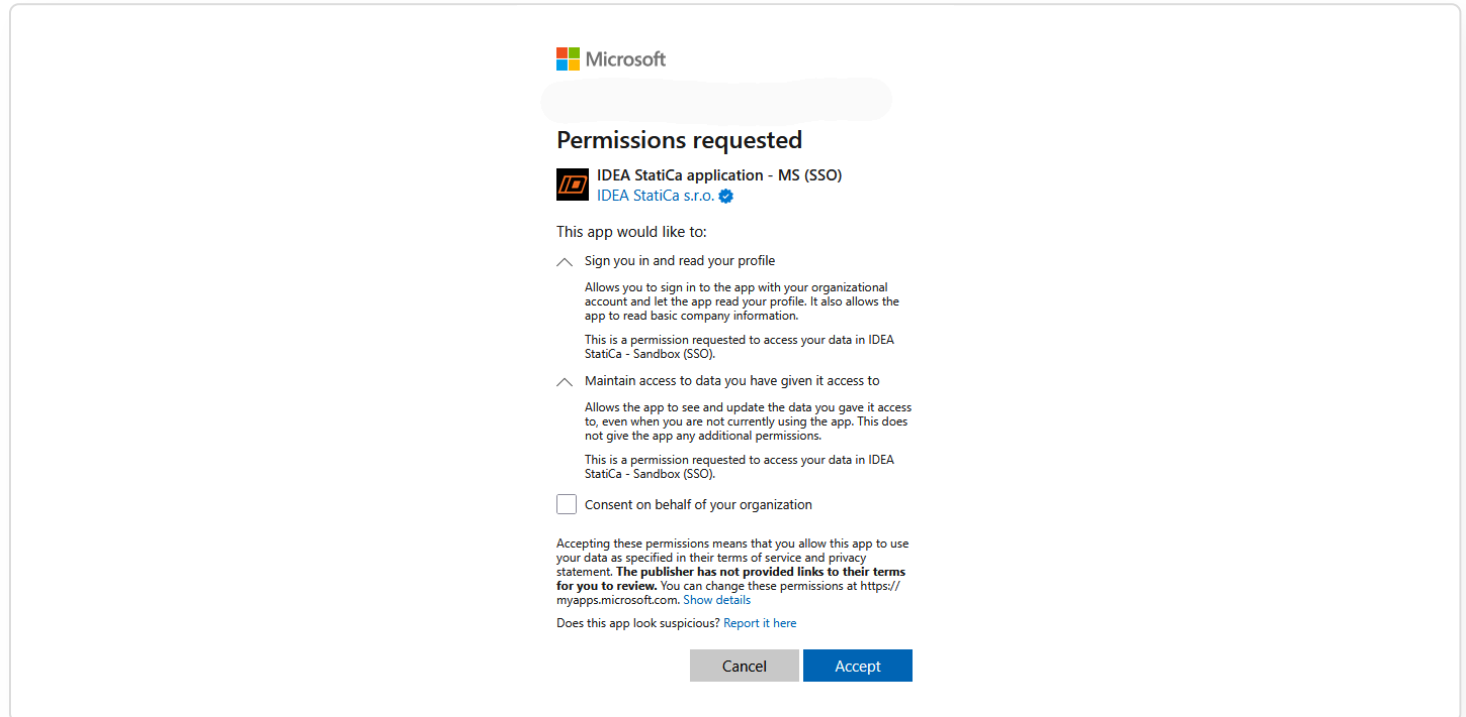 Microsoft
Permissions requested
IDEA StatiCa application - MS (SSO)
IDEA StatiCa s.r.o.
This app would like to:
Sign you in and read your profile
Allows you to sign in to the app with your organizational
account and let the app read your profile. It also allows the
app to read basic company information.
This is a permission requested to access your data in IDEA
StatiCa - Sandbox (SSO).
Maintain access to data you have given it access to
Allows the app to see and update the data you gave it access
to, even when you are not currently using the app. This does
not give the app any additional permissions.
This is a permission requested to access your data in IDEA
StatiCa - Sandbox (SSO).
Consent on behalf of your organization
Accepting these permissions means that you allow this app to use
your data as specified in their terms of service and privacy
statement. The publisher has not provided links to their terms
for you to review. You can change these permissions at https://
myapps.microsoft.com. Show details
Does this app look suspicious? Report it here
Cancel Accept